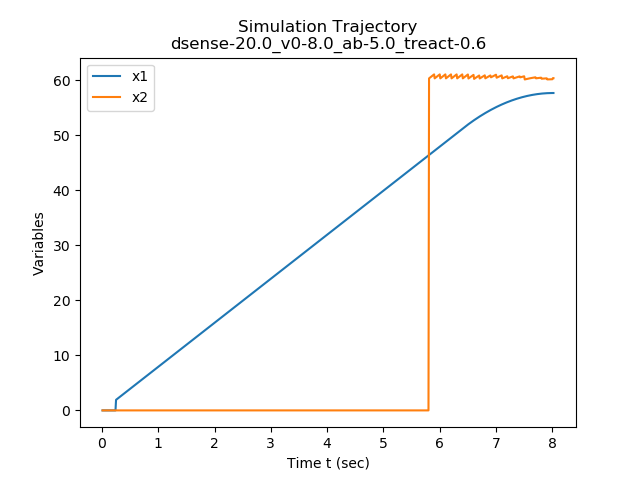 Simulation Trajectory
dsense-20.0_v0-8.0_ab-5.0_treact-0.6
x1
x2
60
50
40
30
20
10
0
Variables
0 1 2 3 4 5 6 7 8
Time t (sec)